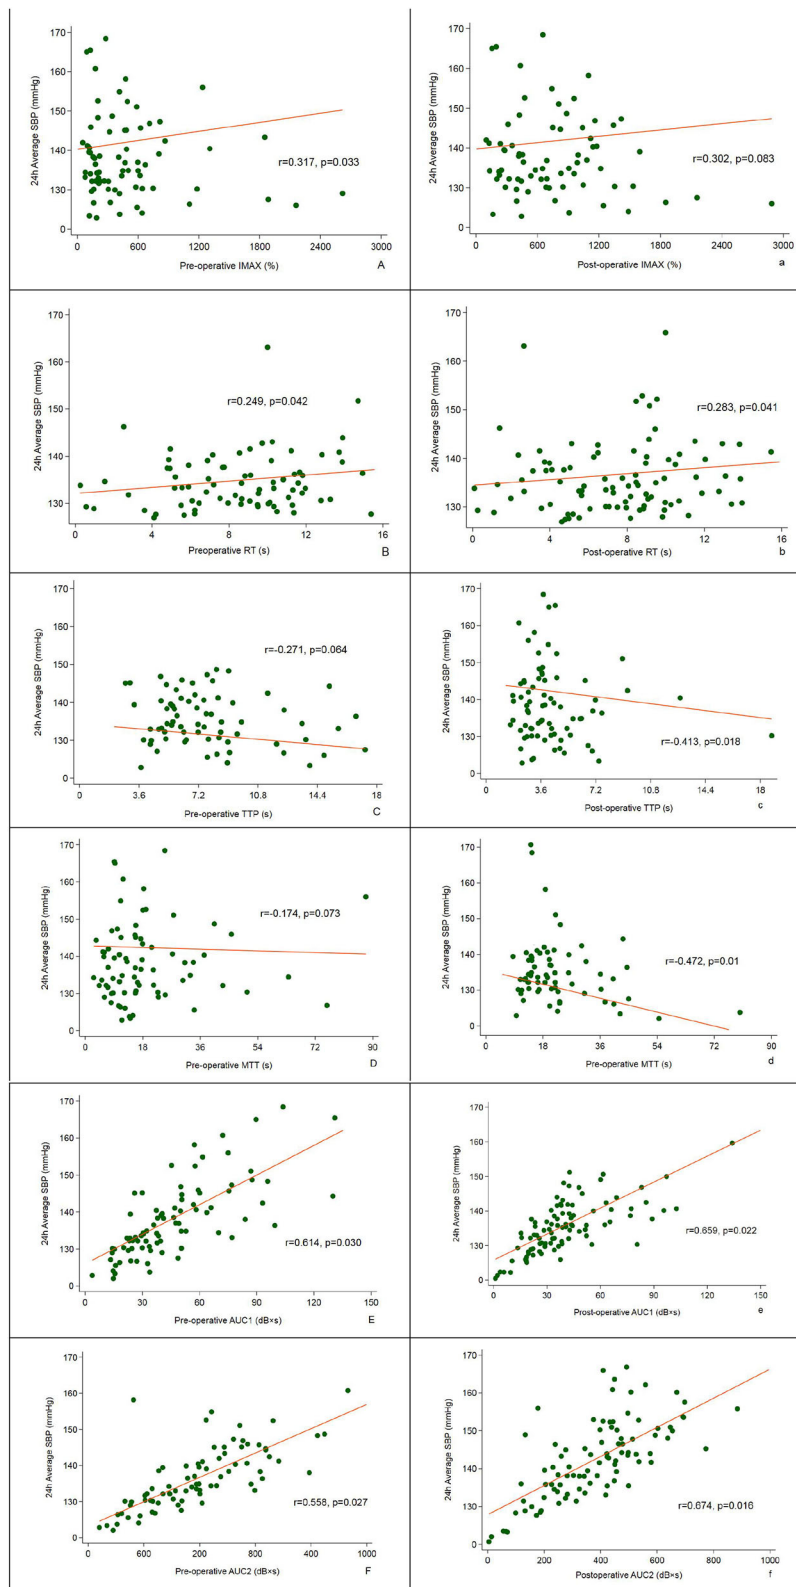 170
160
150
140
130
0
24h Average SBP (mmHg)
r=0.317, p=0.033
0 600 1200 1800 2400 3000
Pre-operative IMAX (%)
A
170
160
150
140
130
0
24h Average SBP (mmHg)
r=0.302, p=0.083
0 600 1200 1800 2400 3000
Post-operative IMAX (%)
a
170
160
150
140
130
24h Average SBP (mmHg)
r=0.249, p=0.042
0 4 8 12 16
Preoperative RT (s)
B
170
160
150
140
130
24h Average SBP (mmHg)
r=0.283, p=0.041
0 4 8 12 16
Post-operative RT (s)
b
170
160
150
140
130
0
24h Average SBP (mmHg)
r=-0.271, p=0.064
3.6 7.2 10.8 14.4 18
Pre-operative TTP (s)
C
170
160
150
140
130
0
24h Average SBP (mmHg)
r=-0.413, p=0.018
0 3.6 7.2 10.8 14.4 18
Post-operative TTP (s)
c
170
160
150
140
130
0
24h Average SBP (mmHg)
r=-0.174, p=0.073
0 18 36 54 72 90
Pre-operative MTT (s)
D
170
160
150
140
130
0
24h Average SBP (mmHg)
r=-0.472, p=0.01
0 18 36 54 72 90
Pre-operative MTT (s)
d
170
160
150
140
130
0
24h Average SBP (mmHg)
r=0.614, p=0.030
0 30 60 90 120 150
Pre-operative AUC1 (dB×s)
E
170
160
150
140
130
0
24h Average SBP (mmHg)
r=0.659, p=0.022
0 30 60 90 120 150
Prost-operative AUC1 (dB×s)
e
170
160
150
140
130
0
24h Average SBP (mmHg)
r=0.558, p=0.027
0 600 200 800 400 1000
Pre-operative AUC2 (dB×s)
F
170
160
150
140
130
0
24h Average SBP (mmHg)
r=0.674, p=0.016
0 200 400 600 800 1000
Postoperative AUC2 (dB×s)
f